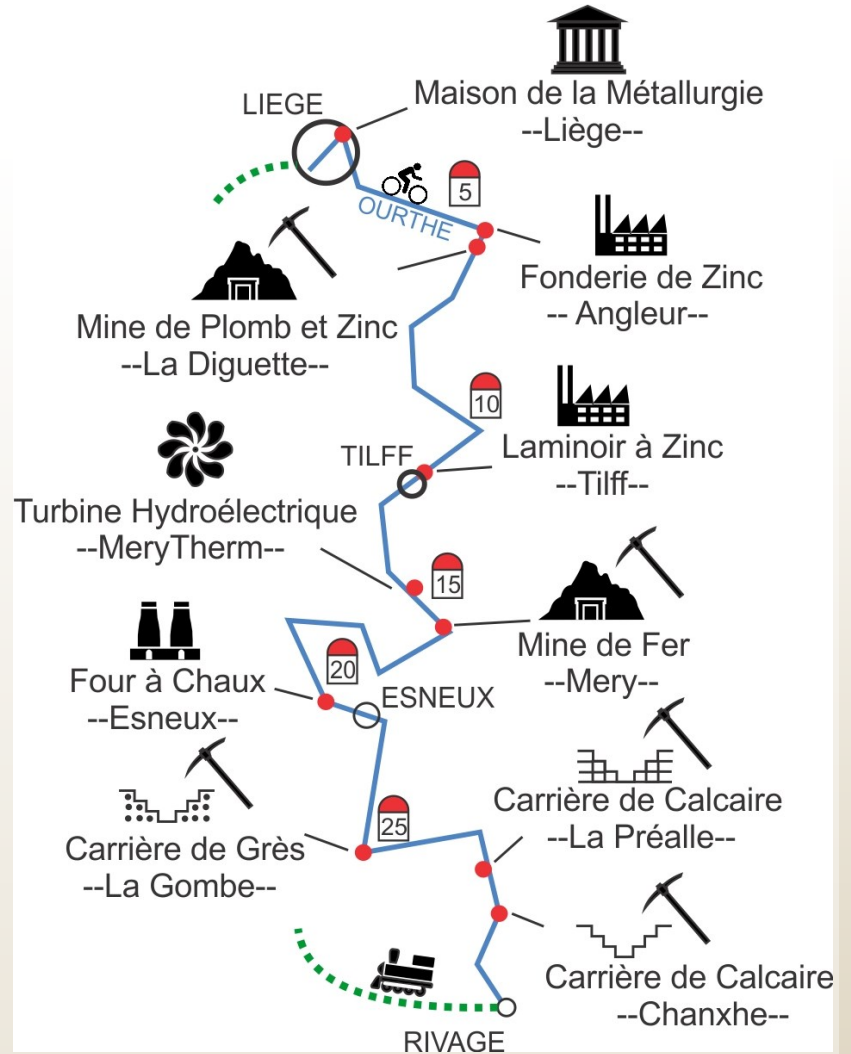 LIEGE
Maison de la Métallurgie
--Liège--
5
OURTHE
Fonderie de Zinc
-- Angleur--
Mine de Plomb et Zinc
--La Diguette--
10
TILFF
Laminoir à Zinc
--Tilff--
Turbine Hydroélectrique
--MeryTherm--
15
Mine de Fer
--Mery--
20
Four à Chaux
--Esneux--
ESNEUX
Carrière de Calcaire
--La Préalle--
25
Carrière de Grès
--La Gombe--
Carrière de Calcaire
--Chanxhe--
RIVAGE